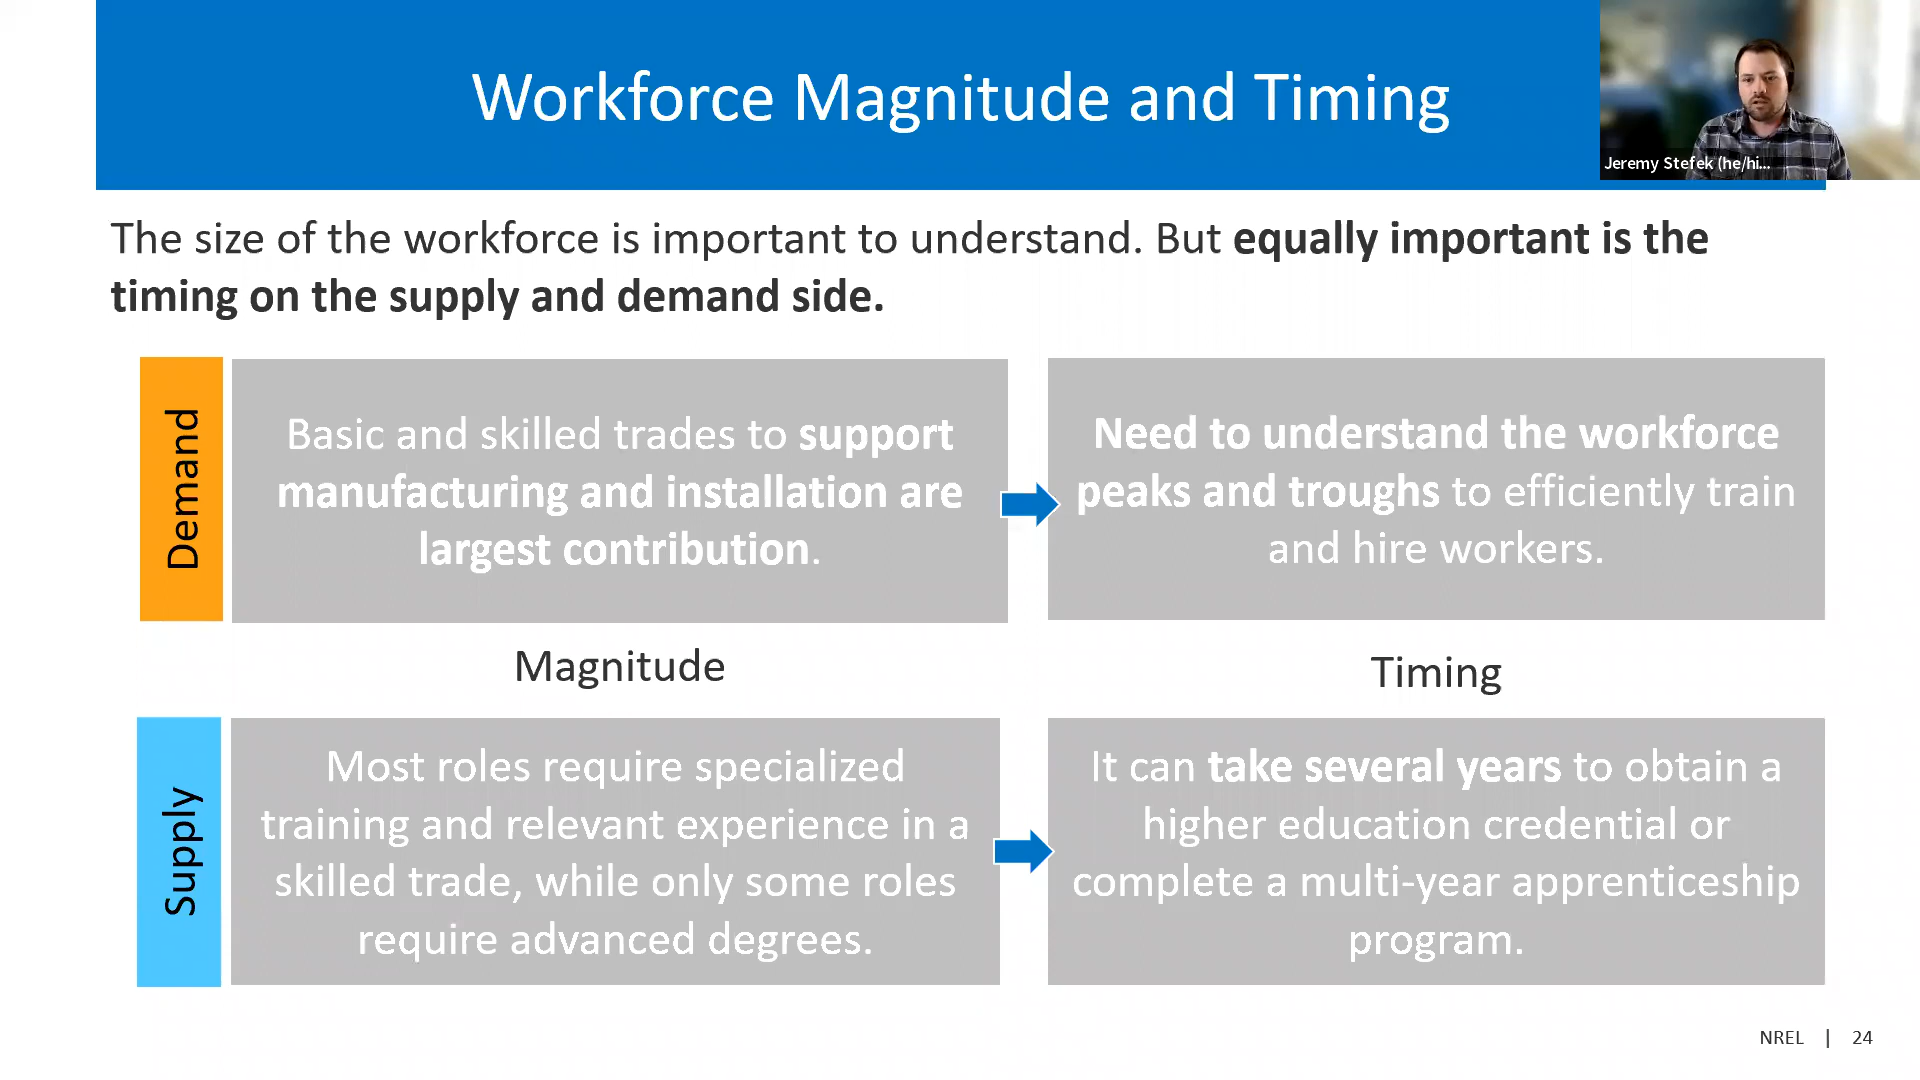 Workforce Magnitude and Timing
Jeremy Stefek (he/hi...
The size of the workforce is important to understand. But equally important is the
timing on the supply and demand side.
Demand
Basic and skilled trades to support
manufacturing and installation are
largest contribution.
Need to understand the workforce
peaks and troughs to efficiently train
and hire workers.
Magnitude
Timing
Supply
Most roles require specialized
training and relevant experience in a
skilled trade, while only some roles
require advanced degrees.
It can take several years to obtain a
higher education credential or
complete a multi-year apprenticeship
program.
NREL | 24